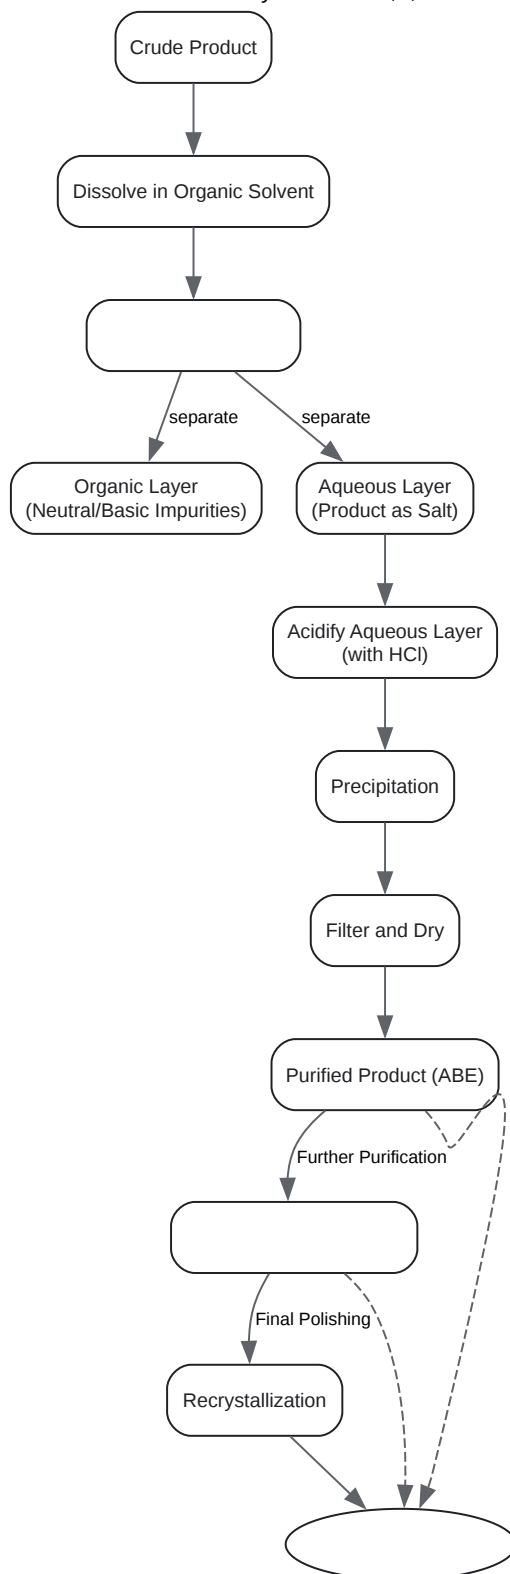 Crude Product
Dissolve in Organic Solvent
separate
separate
Organic Layer
(Neutral/Basic Impurities)
Aqueous Layer
(Product as Salt)
Acidify Aqueous Layer
(with HCl)
Precipitation
Filter and Dry
Purified Product (ABE)
Further Purification
Final Polishing
Recrystallization